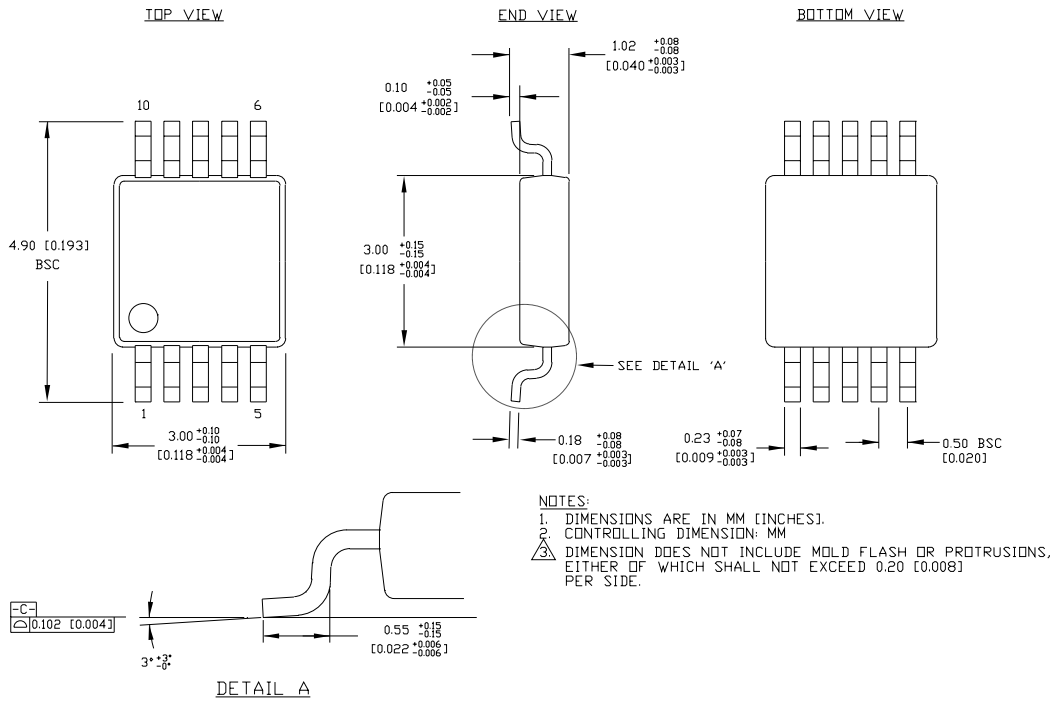 TOP VIEW
END VIEW
BOTTOM VIEW
1.02 +0.08 -0.08
[0.040 +0.003 -0.003]
0.10 +0.05 -0.05
[0.004 +0.002 -0.002]
10 6
4.90 [0.193]
BSC
3.00 +0.15 -0.15
[0.118 +0.004 -0.004]
SEE DETAIL 'A'
1 5
3.00 +0.10 -0.10
[0.118 +0.004 -0.004]
0.18 +0.08 -0.08
[0.007 +0.003 -0.003]
0.23 +0.07 -0.08
[0.009 +0.003 -0.003]
0.50 BSC
[0.020]
NOTES:
1. DIMENSIONS ARE IN MM [INCHES].
2. CONTROLLING DIMENSION: MM
3. DIMENSION DOES NOT INCLUDE MOLD FLASH OR PROTRUSIONS,
EITHER OF WHICH SHALL NOT EXCEED 0.20 [0.008]
PER SIDE.
-C-
0.102 [0.004]
3° +3° -0°
0.55 +0.15 -0.15
[0.022 +0.006 -0.006]
DETAIL A